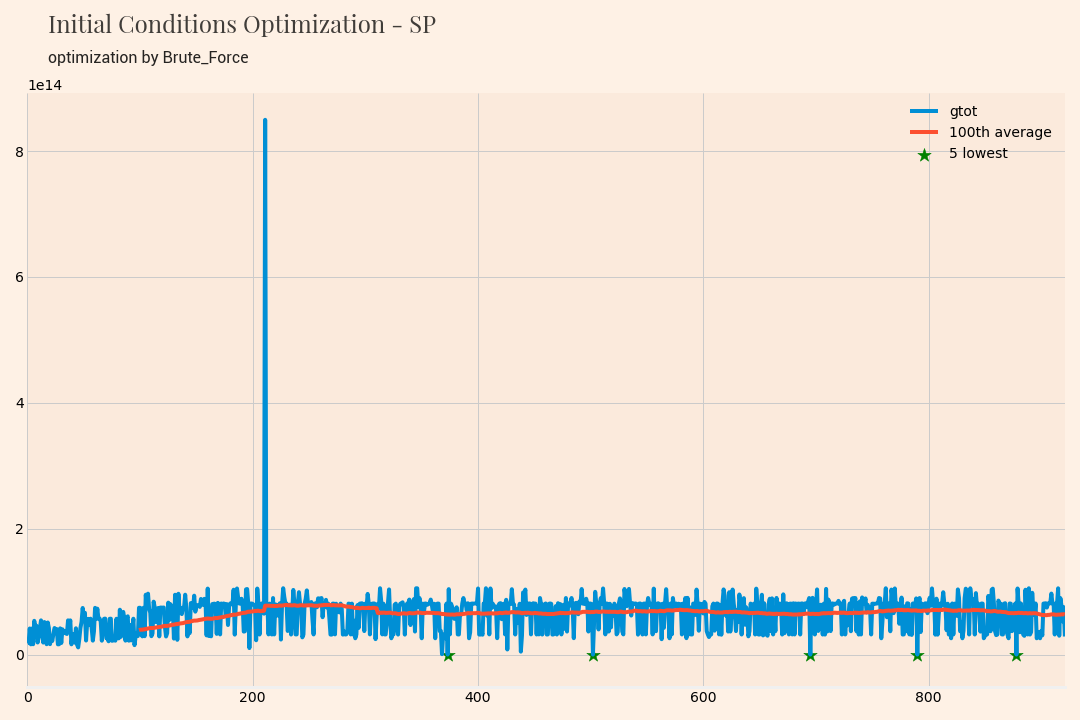 Initial Conditions Optimization - SP
optimization by Brute_Force
1e14
gtot
100th average
5 lowest
8
6
4
2
0
0 200 400 600 800